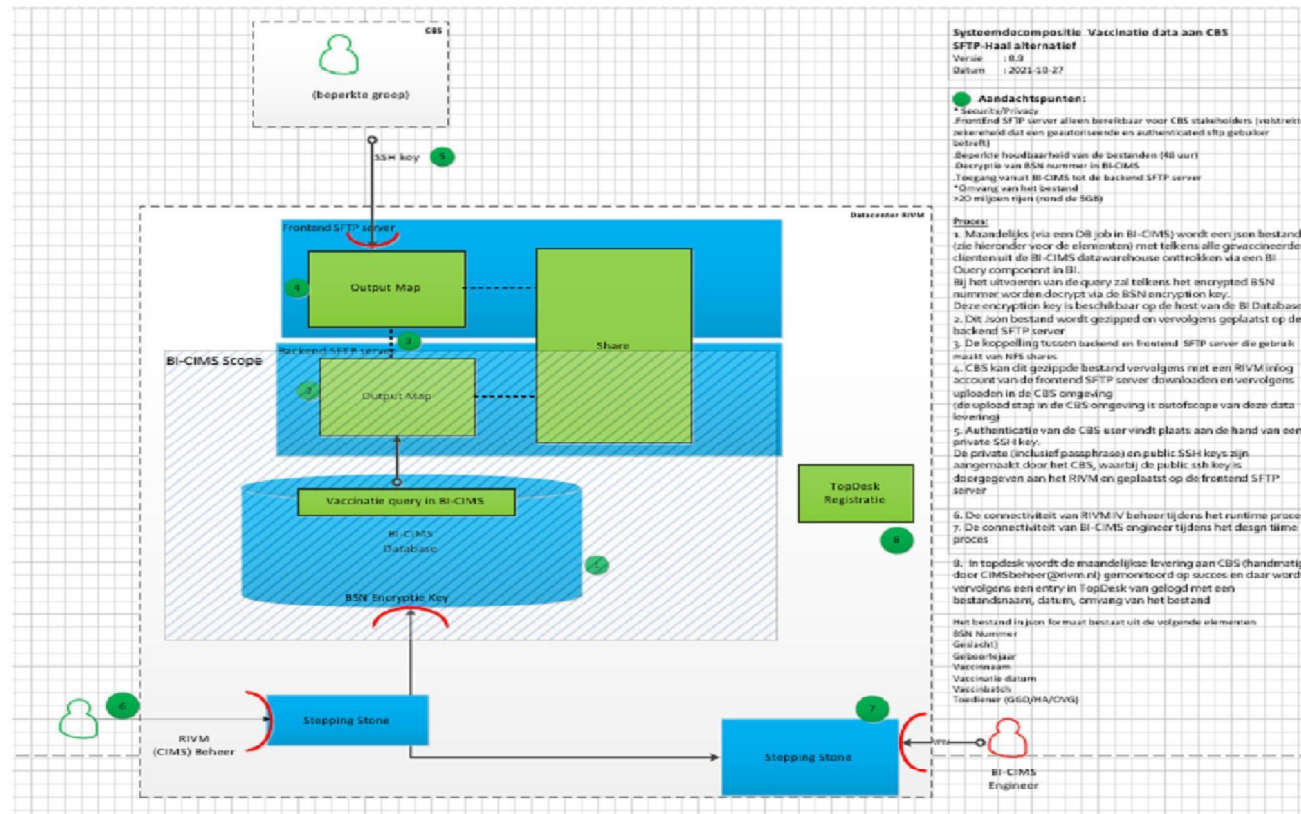 CBS
(beperkte groep)
SSH key
5
Datacenter RIVM
Frontend SFTP server
4
Output Map
3
Share
Backend SFTP server
BI-CIMS Scope
2
Output Map
Vaccinatie query in BI-CIMS
BI-CIMS
Database
1
BSN Encryptie Key
TopDesk
Registratie
8
6
Stepping Stone
RIVM
(CIMS) Beheer
7
Stepping Stone
VPN
BI-CIMS
Engineer
Systeemdecompositie Vaccinatie data aan CBS
SFTP-Haal alternatief
Versie : 0.9
Datum : 2021-10-27
Aandachtspunten:
* Security/Privacy
.FrontEnd SFTP server alleen bereikbaar voor CBS stakeholders (volstrekte
zekereheid dat een geautoriseende en authenticated sftp gebuiker
betreft)
.Beperkte houdbaarheid van de bestanden (48 uur)
.Decryptie van BSN nummer in BI-CIMS
.Toegang vanuit BI-CIMS tot de backend SFTP server
*Omvang van het bestand
>20 miljoen rijen (rond de 5GB)
Proces:
1. Maandelijks (via een DB job in BI-CIMS) wordt een json bestand
(zie hieronder voor de elementen) met telkens alle gevaccineerde
clienten uit de BI-CIMS datawarehouse onttrokken via een BI
Query component in BI.
Bij het uitvoeren van de query zal telkens het encrypted BSN
nummer worden decrypt via de BSN encryption key.
Deze encryption key is beschikbaar op de host van de BI Database
2. Dit Json bestand wordt gezipped en vervolgens geplaatst op de
backend SFTP server
3. De koppelling tussen backend en frontend SFTP server die gebruik
maakt van NFS shares
4. CBS kan dit gezippde bestand vervolgens met een RIVM inlog
account van de frontend SFTP server downloaden en vervolgens
uploaden in de CBS omgeving
(de upload stap in de CBS omgeving is outofscope van deze data
levering)
5. Authenticatie van de CBS user vindt plaats aan de hand van een
private SSH key.
De private (inclusief passphrase) en public SSH keys zijn
aangemaakt door het CBS, waarbij de public ssh key is
doorgegeven aan het RIVM en geplaatst op de frontend SFTP
server
6. De connectiviteit van RIVM IV beheer tijdens het runtime proces
7. De connectiviteit van BI-CIMS engineer tijdens het desgn tiime
proces
8. In topdesk wordt de maandelijkse levering aan CBS (handmatig
door CIMSbeheer@rivm.nl) gemonitoord op succes en daar wordt
vervolgens een entry in TopDesk van gelogd met een
bestandsnaam, datum, omvang van het bestand
Het bestand in json formaat bestaat uit de volgende elementen
BSN Nummer
Geslacht)
Geboortejaar
Vaccinnaam
Vaccinatie datum
Vaccinbatch
Toediener (GGD/HA/OVG)